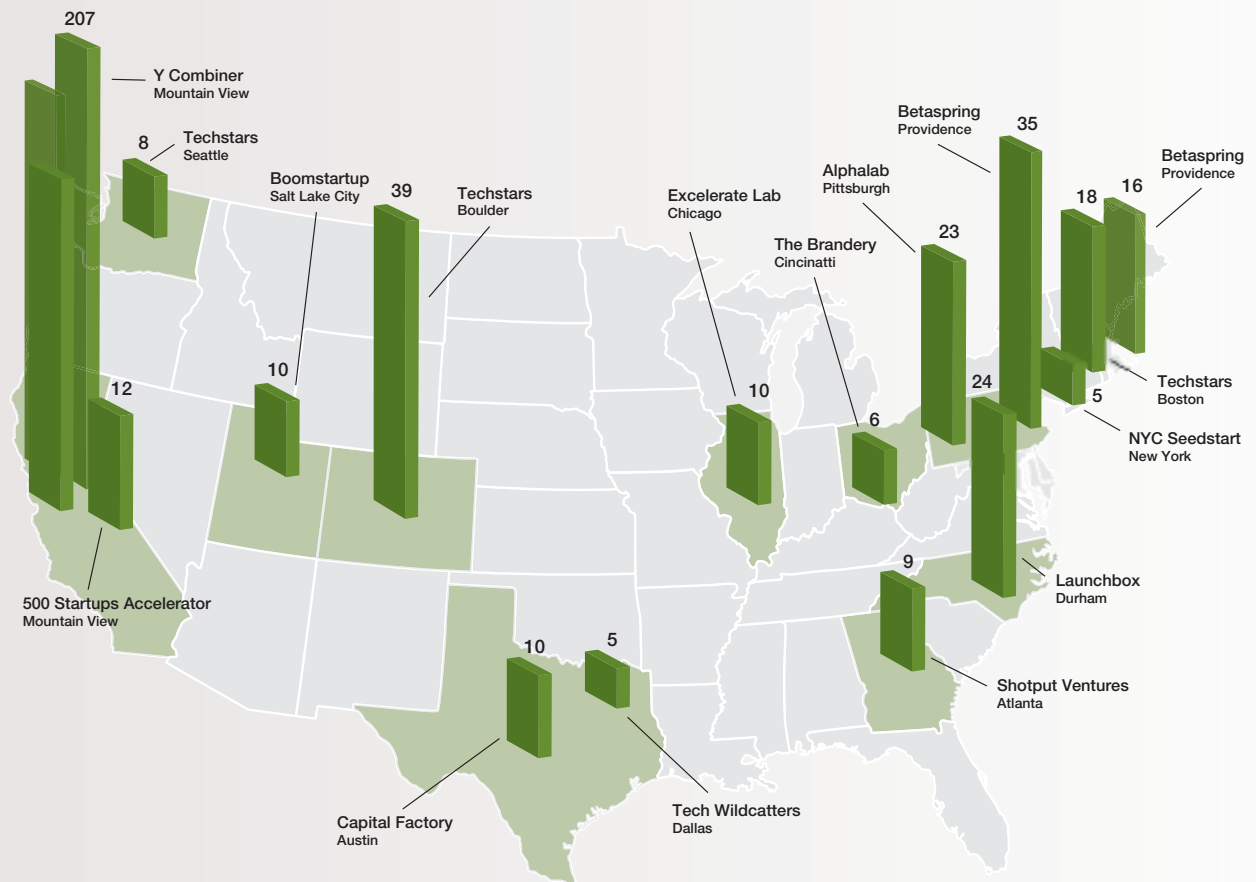 207
Y Combiner
Mountain View
8
Techstars
Seattle
Boomstartup
Salt Lake City
39
Techstars
Boulder
Excelerate Lab
Chicago
The Brandery
Cincinatti
Alphalab
Pittsburgh
Betaspring
Providence
35
Betaspring
Providence
18
16
23
12
10
10
6
24
5
Techstars
Boston
NYC Seedstart
New York
500 Startups Accelerator
Mountain View
9
Launchbox
Durham
10
5
Shotput Ventures
Atlanta
Capital Factory
Austin
Tech Wildcatters
Dallas